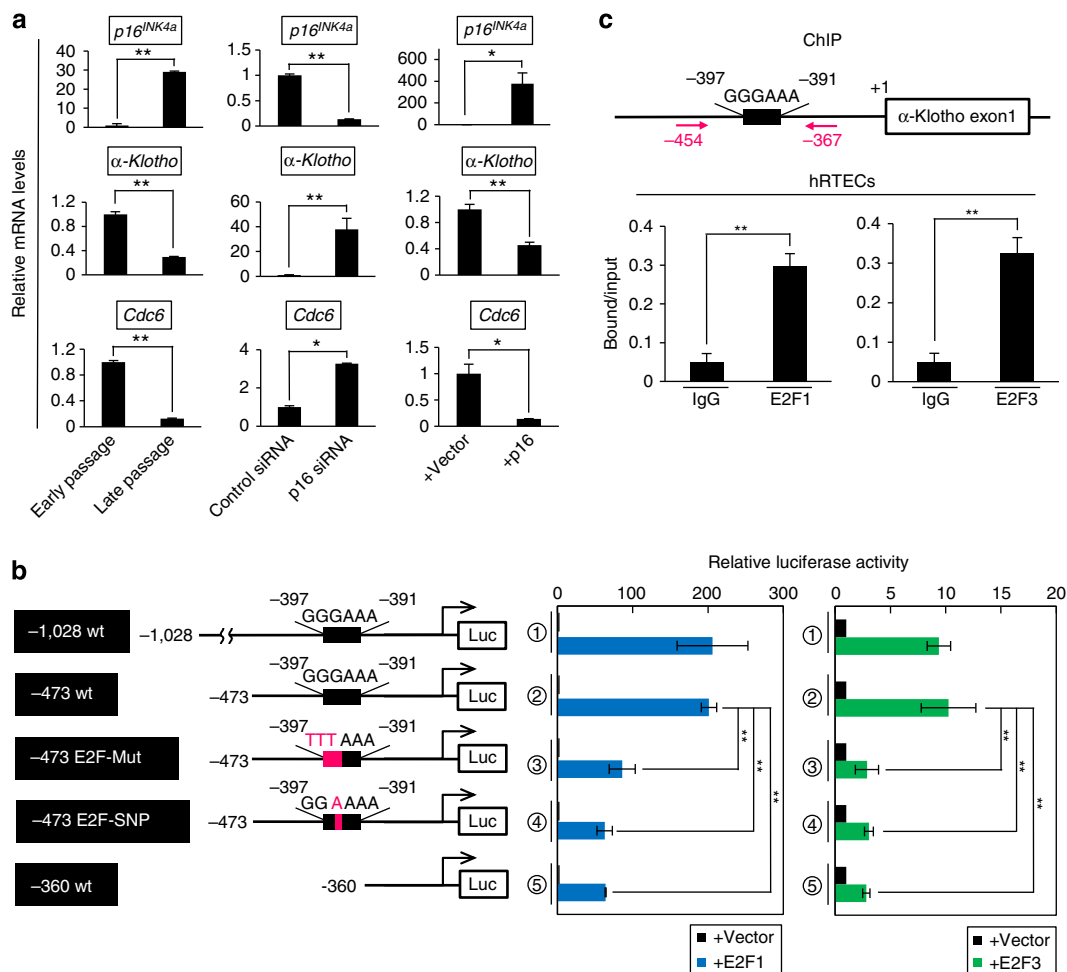 a
Relative mRNA levels
p16INK4a
p16INK4a
p16INK4a
40
30
20
10
0
**
1.5
1
0.5
0
**
600
400
200
0
*
α-Klotho
α-Klotho
α-Klotho
1.2
0.8
0.4
0
**
60
40
20
0
**
1.2
0.8
0.4
0
**
Cdc6
Cdc6
Cdc6
1.2
0.8
0.4
0
**
4
2
0
*
1.2
0.8
0.4
0
*
Early passage
Late passage
Control siRNA
p16 siRNA
+Vector
+p16
c
ChIP
–397
–391
GGGAAA
+1
α-Klotho exon1
–454
–367
hRTECs
Bound/input
0.4
0.3
0.2
0.1
0
**
IgG
E2F1
0.4
0.3
0.2
0.1
0
**
IgG
E2F3
b
Relative luciferase activity
0 100 200 300
0 5 10 15 20
–1,028 wt
–1,028
–397
–391
GGGAAA
Luc
①
①
–473 wt
–473
–397
–391
GGGAAA
Luc
②
②
–473 E2F-Mut
–473
–397
–391
TTT AAA
Luc
③
③
–473 E2F-SNP
–473
–397
–391
GG A AAA
Luc
④
④
–360 wt
-360
Luc
⑤
⑤
**
**
**
**
**
**
+Vector
+E2F1
+Vector
+E2F3